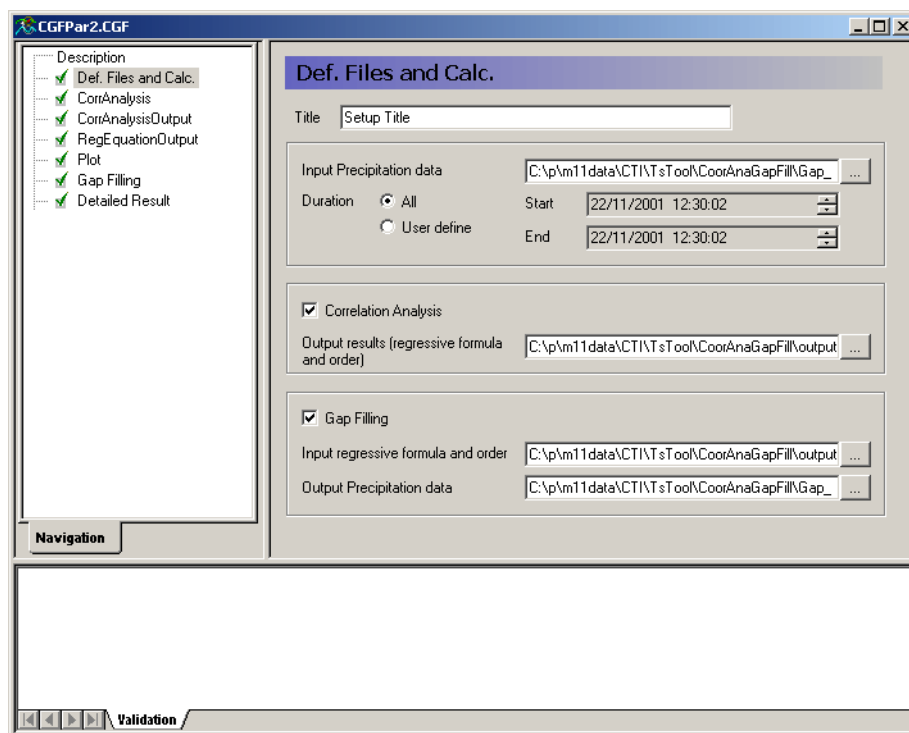 CGFPar2.CGF
Description
Def. Files and Calc.
CorrAnalysis
CorrAnalysisOutput
RegEquationOutput
Plot
Gap Filling
Detailed Result
Navigation
Def. Files and Calc.
Title Setup Title
Input Precipitation data C:\p\m11data\CTI\TsTool\CoorAnaGapFill\Gap_ ...
Duration All Start 22/11/2001 12:30:02
User define End 22/11/2001 12:30:02
Correlation Analysis
Output results (regressive formula
and order) C:\p\m11data\CTI\TsTool\CoorAnaGapFill\output ...
Gap Filling
Input regressive formula and order C:\p\m11data\CTI\TsTool\CoorAnaGapFill\output ...
Output Precipitation data C:\p\m11data\CTI\TsTool\CoorAnaGapFill\Gap_ ...
Validation